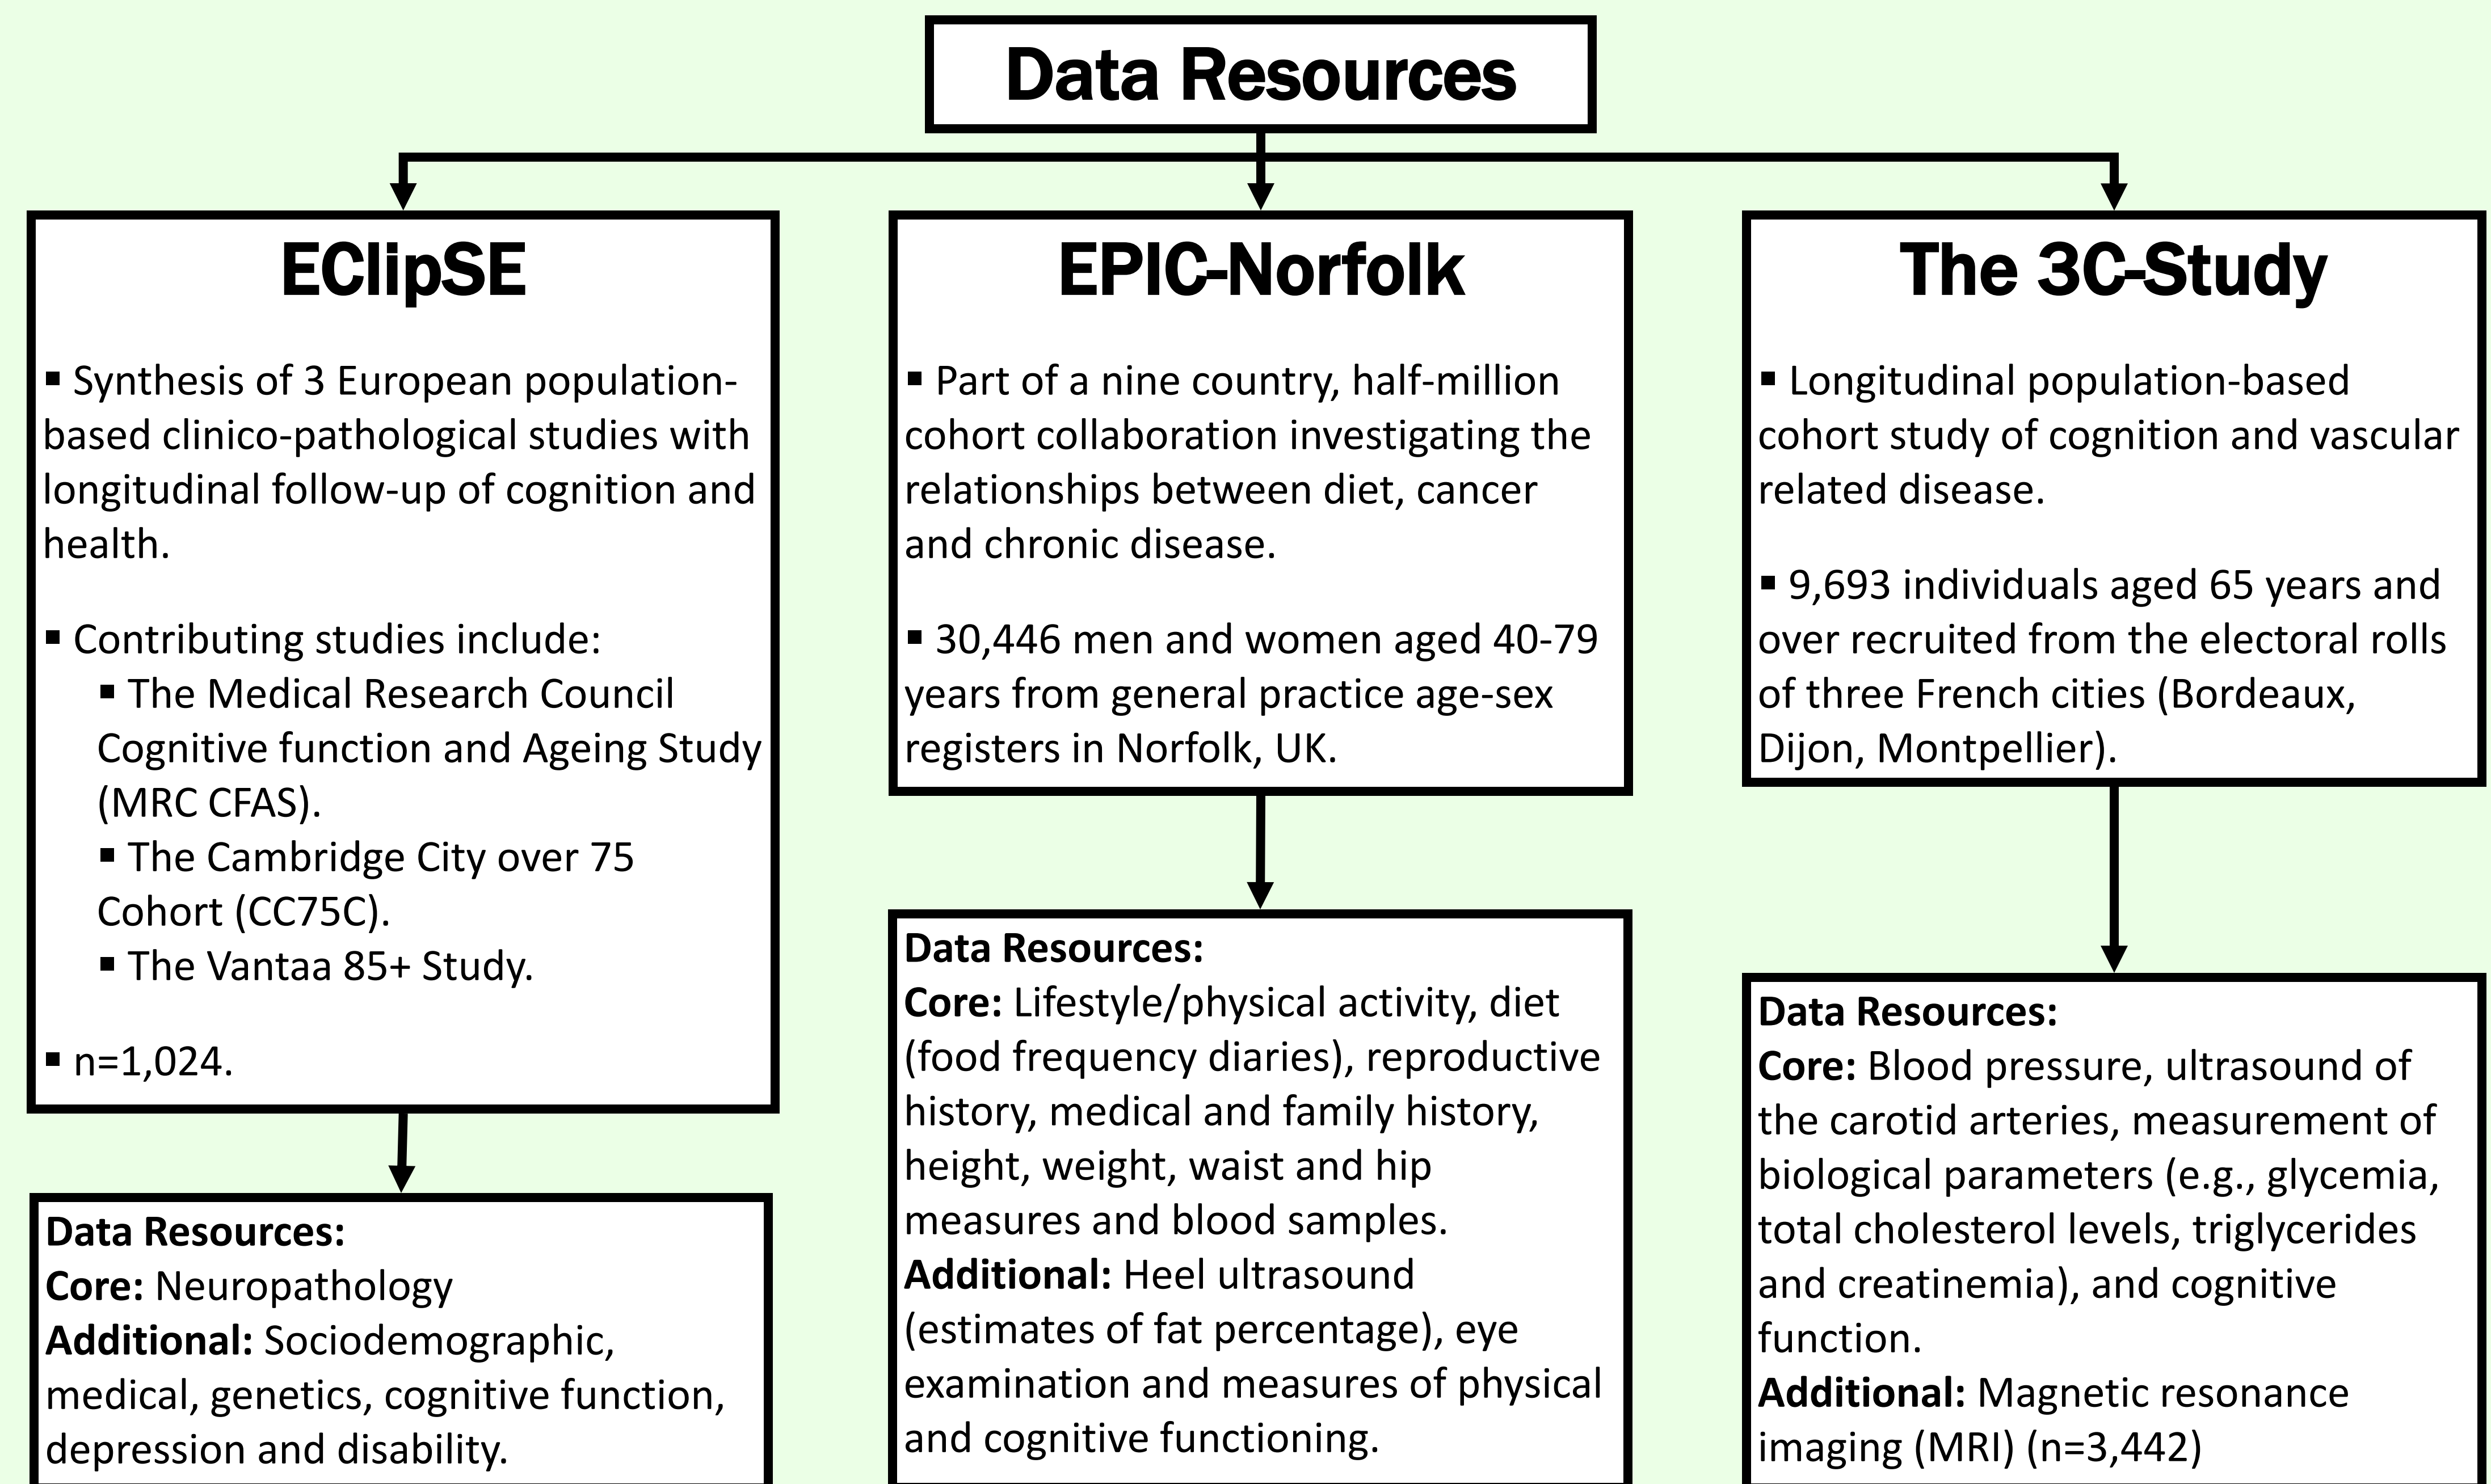 Data Resources
EClipSE
▪ Synthesis of 3 European population-
based clinico-pathological studies with
longitudinal follow-up of cognition and
health.
▪ Contributing studies include:
▪ The Medical Research Council
Cognitive function and Ageing Study
(MRC CFAS).
▪ The Cambridge City over 75
Cohort (CC75C).
▪ The Vantaa 85+ Study.
▪ n=1,024.
Data Resources:
Core: Neuropathology
Additional: Sociodemographic,
medical, genetics, cognitive function,
depression and disability.
EPIC-Norfolk
▪ Part of a nine country, half-million
cohort collaboration investigating the
relationships between diet, cancer
and chronic disease.
▪ 30,446 men and women aged 40-79
years from general practice age-sex
registers in Norfolk, UK.
Data Resources:
Core: Lifestyle/physical activity, diet
(food frequency diaries), reproductive
history, medical and family history,
height, weight, waist and hip
measures and blood samples.
Additional: Heel ultrasound
(estimates of fat percentage), eye
examination and measures of physical
and cognitive functioning.
The 3C-Study
▪ Longitudinal population-based
cohort study of cognition and vascular
related disease.
▪ 9,693 individuals aged 65 years and
over recruited from the electoral rolls
of three French cities (Bordeaux,
Dijon, Montpellier).
Data Resources:
Core: Blood pressure, ultrasound of
the carotid arteries, measurement of
biological parameters (e.g., glycemia,
total cholesterol levels, triglycerides
and creatinemia), and cognitive
function.
Additional: Magnetic resonance
imaging (MRI) (n=3,442)